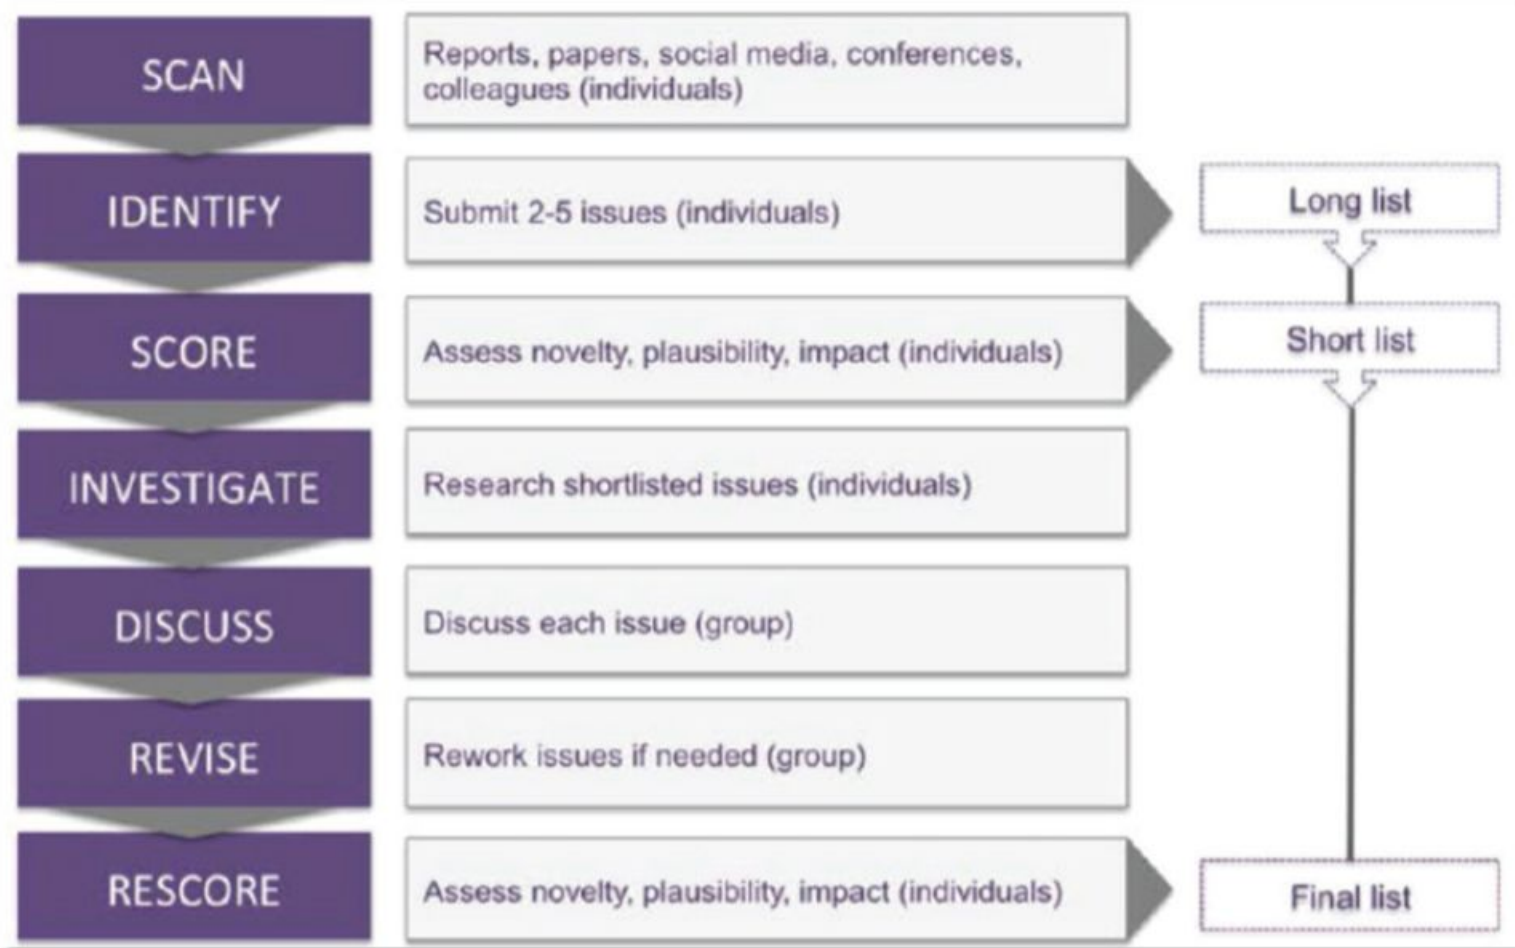 SCAN
Reports, papers, social media, conferences,
colleagues (individuals)
IDENTIFY
Submit 2-5 issues (individuals)
Long list
SCORE
Assess novelty, plausibility, impact (individuals)
Short list
INVESTIGATE
Research shortlisted issues (individuals)
DISCUSS
Discuss each issue (group)
REVISE
Rework issues if needed (group)
RESCORE
Assess novelty, plausibility, impact (individuals)
Final list